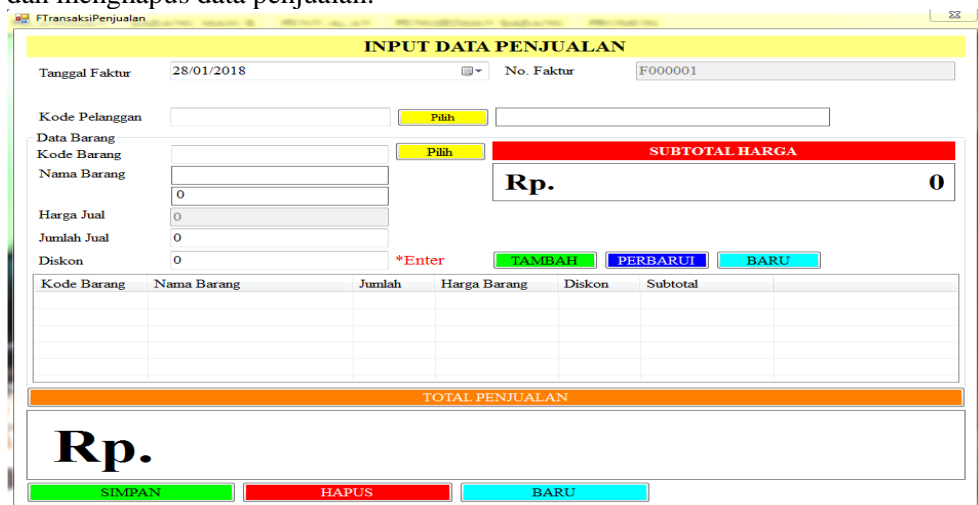 dan menghapus data penjualan.
FTransaksiPenjualan
INPUT DATA PENJUALAN
Tanggal Faktur 28/01/2018 No. Faktur F000001
Kode Pelanggan Pilih
Data Barang
Kode Barang Pilih SUBTOTAL HARGA
Nama Barang Rp. 0
0
Harga Jual 0
Jumlah Jual 0
Diskon 0 *Enter TAMBAH PERBARUI BARU
Kode Barang Nama Barang Jumlah Harga Barang Diskon Subtotal
TOTAL PENJUALAN
Rp.
SIMPAN HAPUS BARU